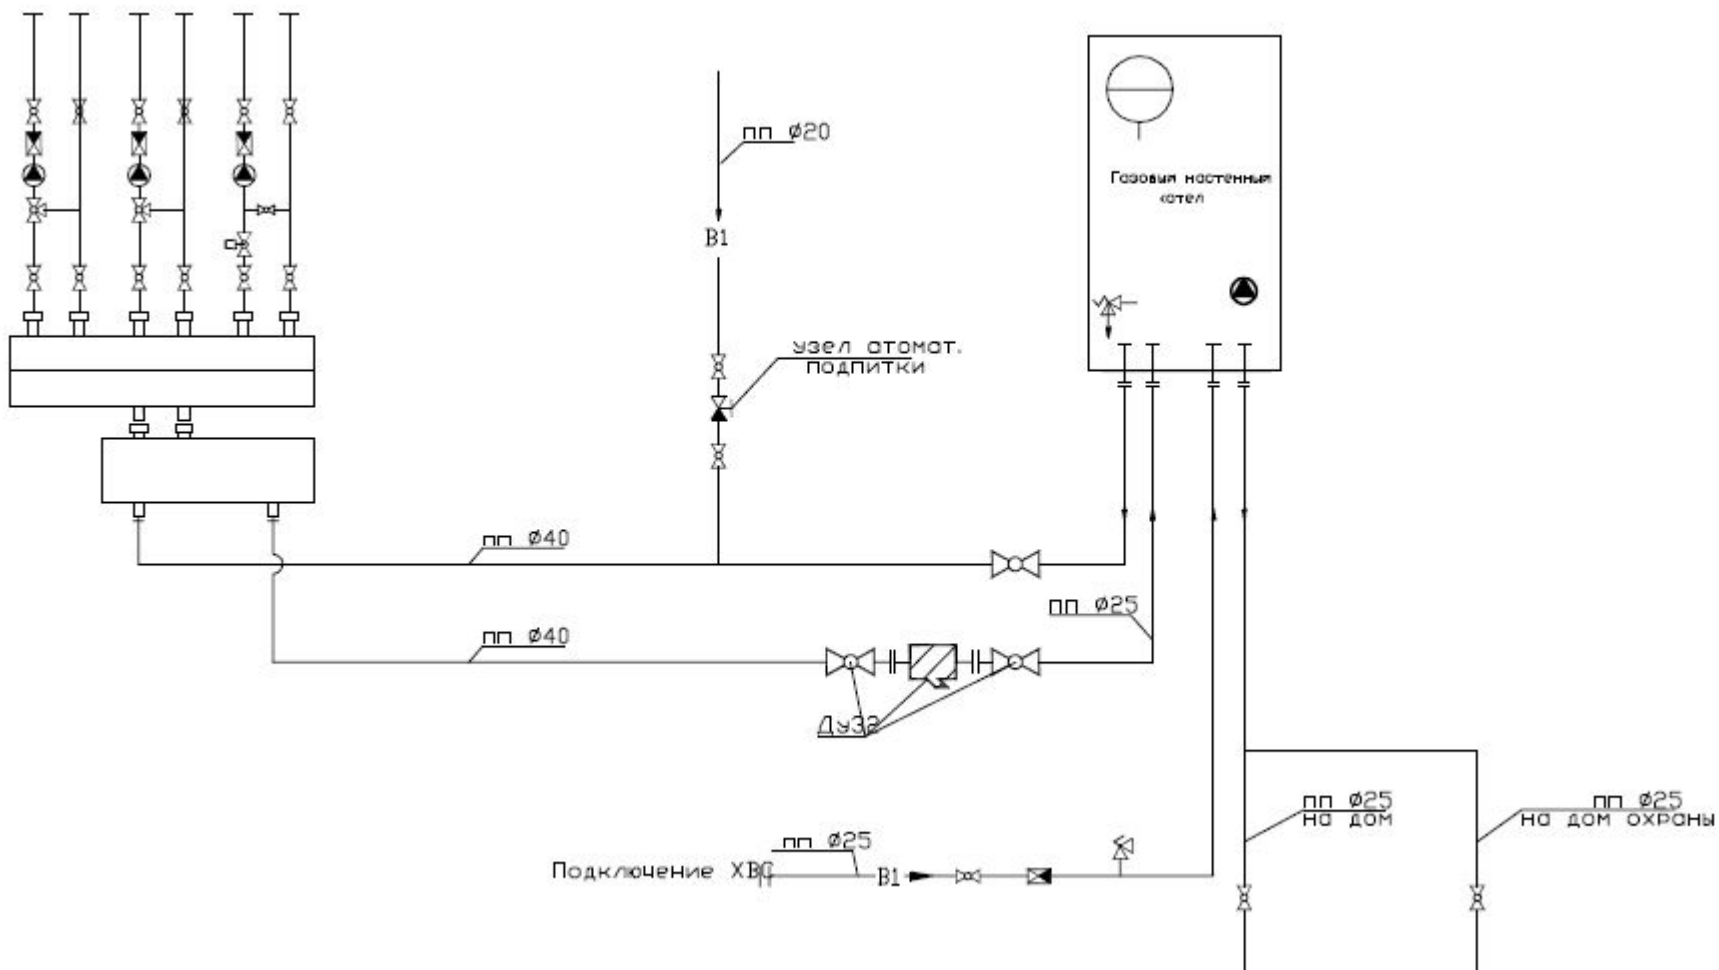 пп ø20
Газовый настенный
котел
В1
узел атомат.
подпитки
пп ø40
пп ø25
пп ø40
Ду32
пп ø25
на дом
пп ø25
на дом охраны
пп ø25
Подключение ХВС
В1